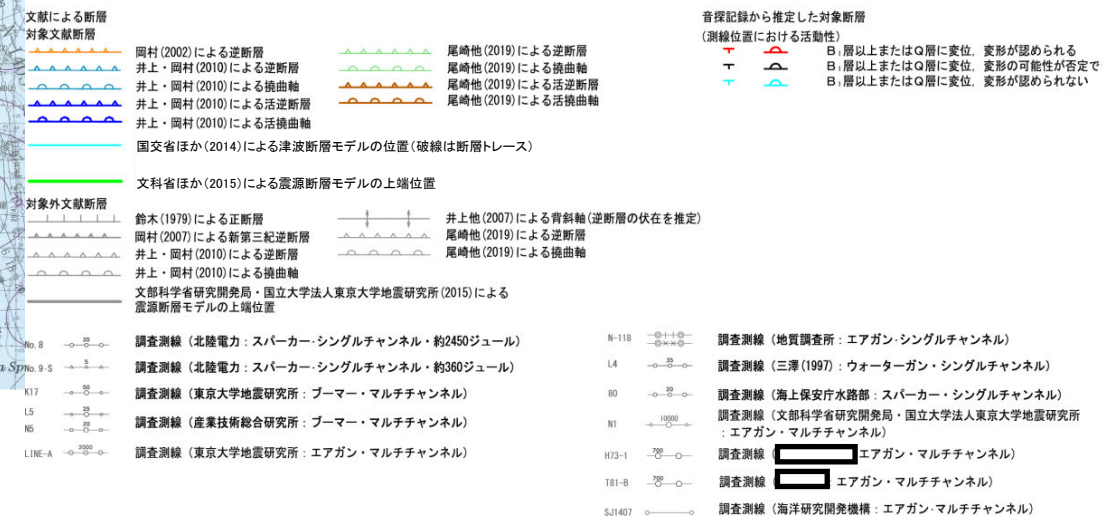 文献による断層
対象文献断層
岡村(2002)による逆断層
井上・岡村(2010)による逆断層
井上・岡村(2010)による撓曲軸
井上・岡村(2010)による活逆断層
井上・岡村(2010)による活撓曲軸
尾崎他(2019)による逆断層
尾崎他(2019)による撓曲軸
尾崎他(2019)による活逆断層
尾崎他(2019)による活撓曲軸
国交省ほか(2014)による津波断層モデルの位置(破線は断層トレース)
文科省ほか(2015)による震源断層モデルの上端位置
音探記録から推定した対象断層
(測線位置における活動性)
B₁層以上またはQ層に変位，変形が認められる
B₁層以上またはQ層に変位，変形の可能性が否定で
B₁層以上またはQ層に変位，変形が認められない
対象外文献断層
鈴木(1979)による正断層
岡村(2007)による新第三紀逆断層
井上・岡村(2010)による逆断層
井上・岡村(2010)による撓曲軸
井上他(2007)による背斜軸(逆断層の伏在を推定)
尾崎他(2019)による逆断層
尾崎他(2019)による撓曲軸
文部科学省研究開発局・国立大学法人東京大学地震研究所(2015)による
震源断層モデルの上端位置
No.8 35 調査測線（北陸電力：スパーカー・シングルチャンネル・約2450ジュール）
No.9-S 5 調査測線（北陸電力：スパーカー・シングルチャンネル・約360ジュール）
K17 50 調査測線（東京大学地震研究所：ブーマー・マルチチャンネル）
L5 25
N5 20
調査測線（産業技術総合研究所：ブーマー・マルチチャンネル）
LINE-A 2000 調査測線（東京大学地震研究所：エアガン・マルチチャンネル）
N-118 調査測線（地質調査所：エアガン・シングルチャンネル）
L4 35 調査測線（三澤(1997)：ウォーターガン・シングルチャンネル）
80 20 調査測線（海上保安庁水路部：スパーカー・シングルチャンネル）
N1 10000 調査測線（文部科学省研究開発局・国立大学法人東京大学地震研究所
：エアガン・マルチチャンネル）
H73-1 700 調査測線（ エアガン・マルチチャンネル）
T81-B 700 調査測線（ ：エアガン・マルチチャンネル）
SJ1407 調査測線（海洋研究開発機構：エアガン・マルチチャンネル）